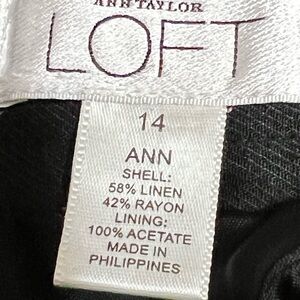 ANN TAYLOR
LOFT
14
ANN
SHELL:
58% LINEN
42% RAYON
LINING:
100% ACETATE
MADE IN
PHILIPPINES